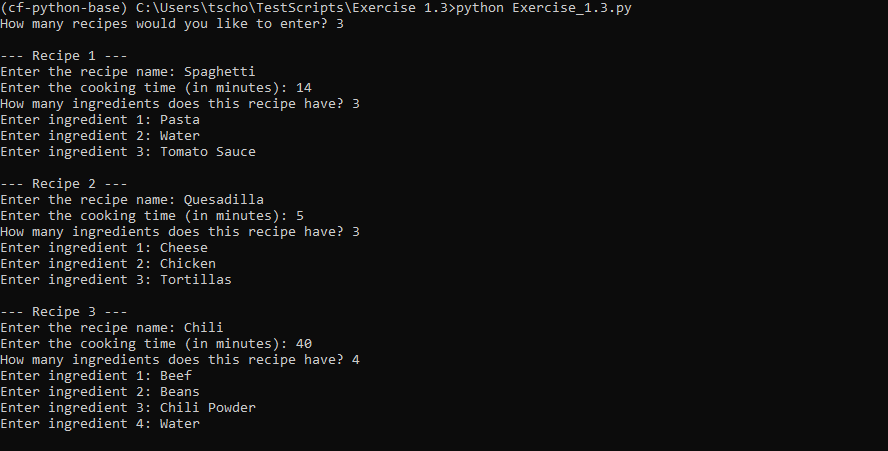 (cf-python-base) C:\Users\tscho\TestScripts\Exercise 1.3>python Exercise_1.3.py
How many recipes would you like to enter? 3
--- Recipe 1 ---
Enter the recipe name: Spaghetti
Enter the cooking time (in minutes): 14
How many ingredients does this recipe have? 3
Enter ingredient 1: Pasta
Enter ingredient 2: Water
Enter ingredient 3: Tomato Sauce
--- Recipe 2 ---
Enter the recipe name: Quesadilla
Enter the cooking time (in minutes): 5
How many ingredients does this recipe have? 3
Enter ingredient 1: Cheese
Enter ingredient 2: Chicken
Enter ingredient 3: Tortillas
--- Recipe 3 ---
Enter the recipe name: Chili
Enter the cooking time (in minutes): 40
How many ingredients does this recipe have? 4
Enter ingredient 1: Beef
Enter ingredient 2: Beans
Enter ingredient 3: Chili Powder
Enter ingredient 4: Water